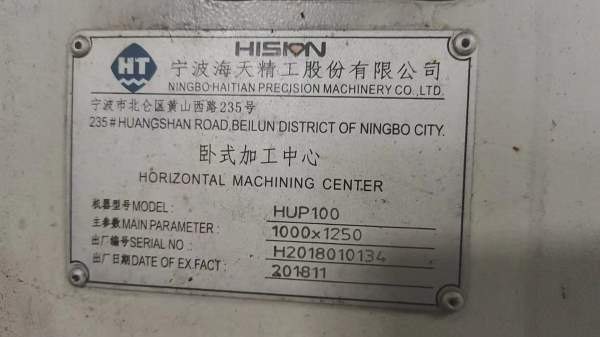 HISION
HT
宁波海天精工股份有限公司
NINGBO HAITIAN PRECISION MACHINERY CO., LTD.
宁波市北仑区黄山西路235号
235#HUANGSHAN ROAD,BEILUN DISTRICT OF NINGBO CITY.
卧式加工中心
HORIZONTAL MACHINING CENTER
机器型号MODEL: HUP100
主参数MAIN PARAMETER: 1000x1250
出厂编号SERIAL NO.: H2018010134
出厂日期DATE OF EX.FACT: 201811